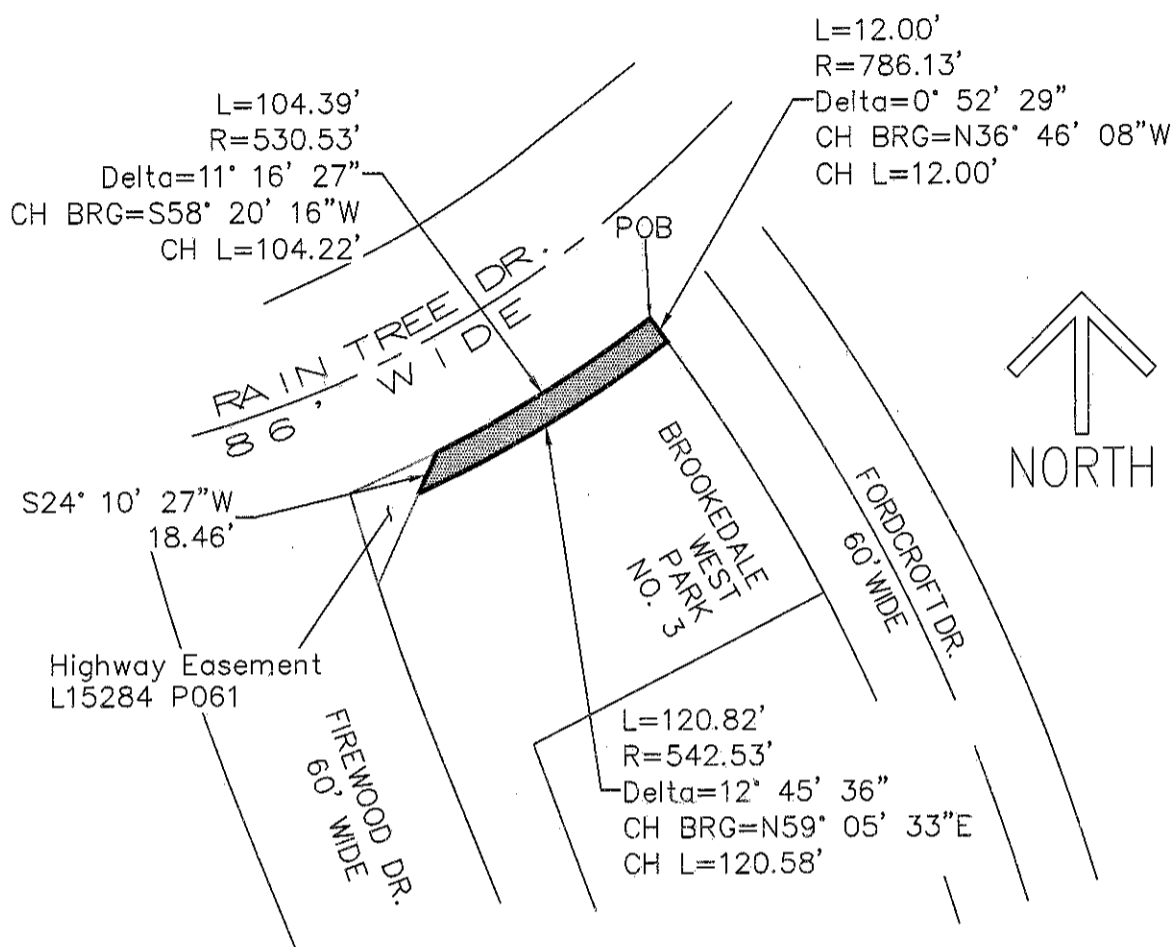 L=12.00'
R=786.13'
Delta=0° 52' 29"
CH BRG=N36° 46' 08"W
CH L=12.00'
L=104.39'
R=530.53'
Delta=11° 16' 27"
CH BRG=S58° 20' 16"W
CH L=104.22'
POB
RAIN TREE DR.
86' WIDE
NORTH
S24° 10' 27"W
18.46'
BROOKEDALE
WEST
PARK
NO. 3
FORDCROFT DR.
60' WIDE
Highway Easement
L15284 P061
FIREWOOD DR.
60' WIDE
L=120.82'
R=542.53'
Delta=12° 45' 36"
CH BRG=N59° 05' 33"E
CH L=120.58'